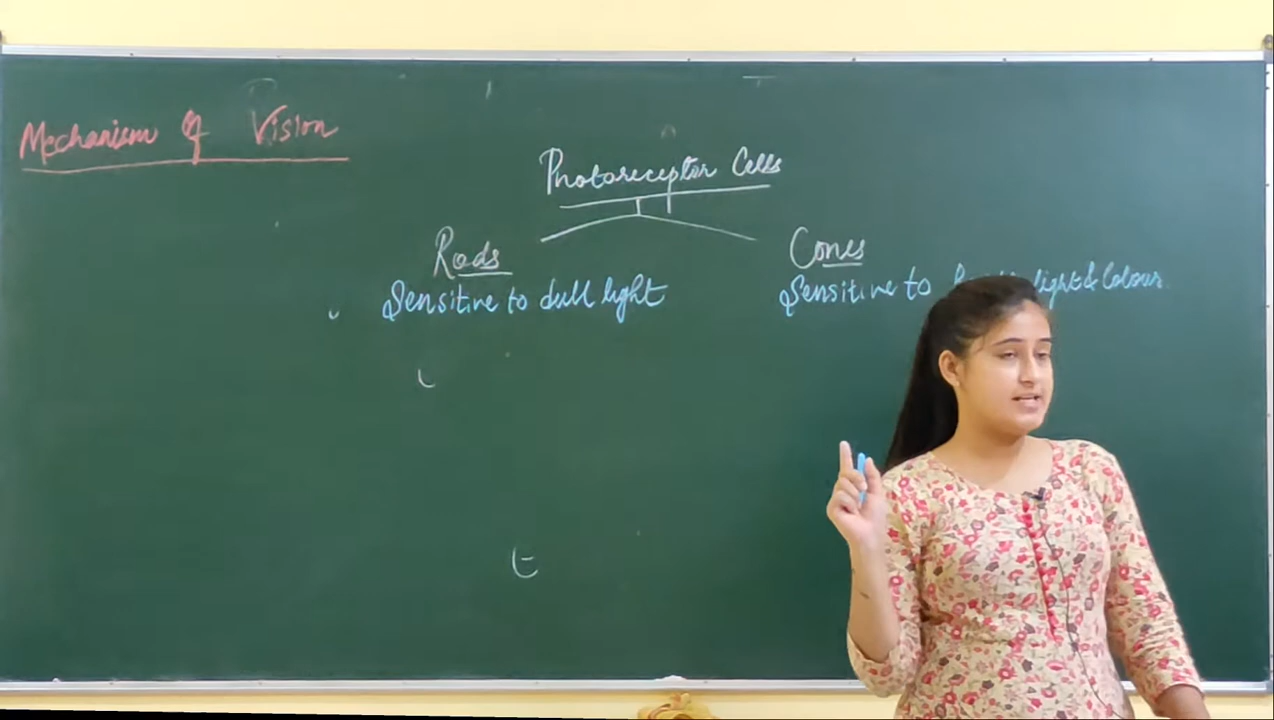 Mechanism of Vision
Photoreceptor Cells
Rods
Cones
Sensitive to dull light
Sensitive to light & Colour.